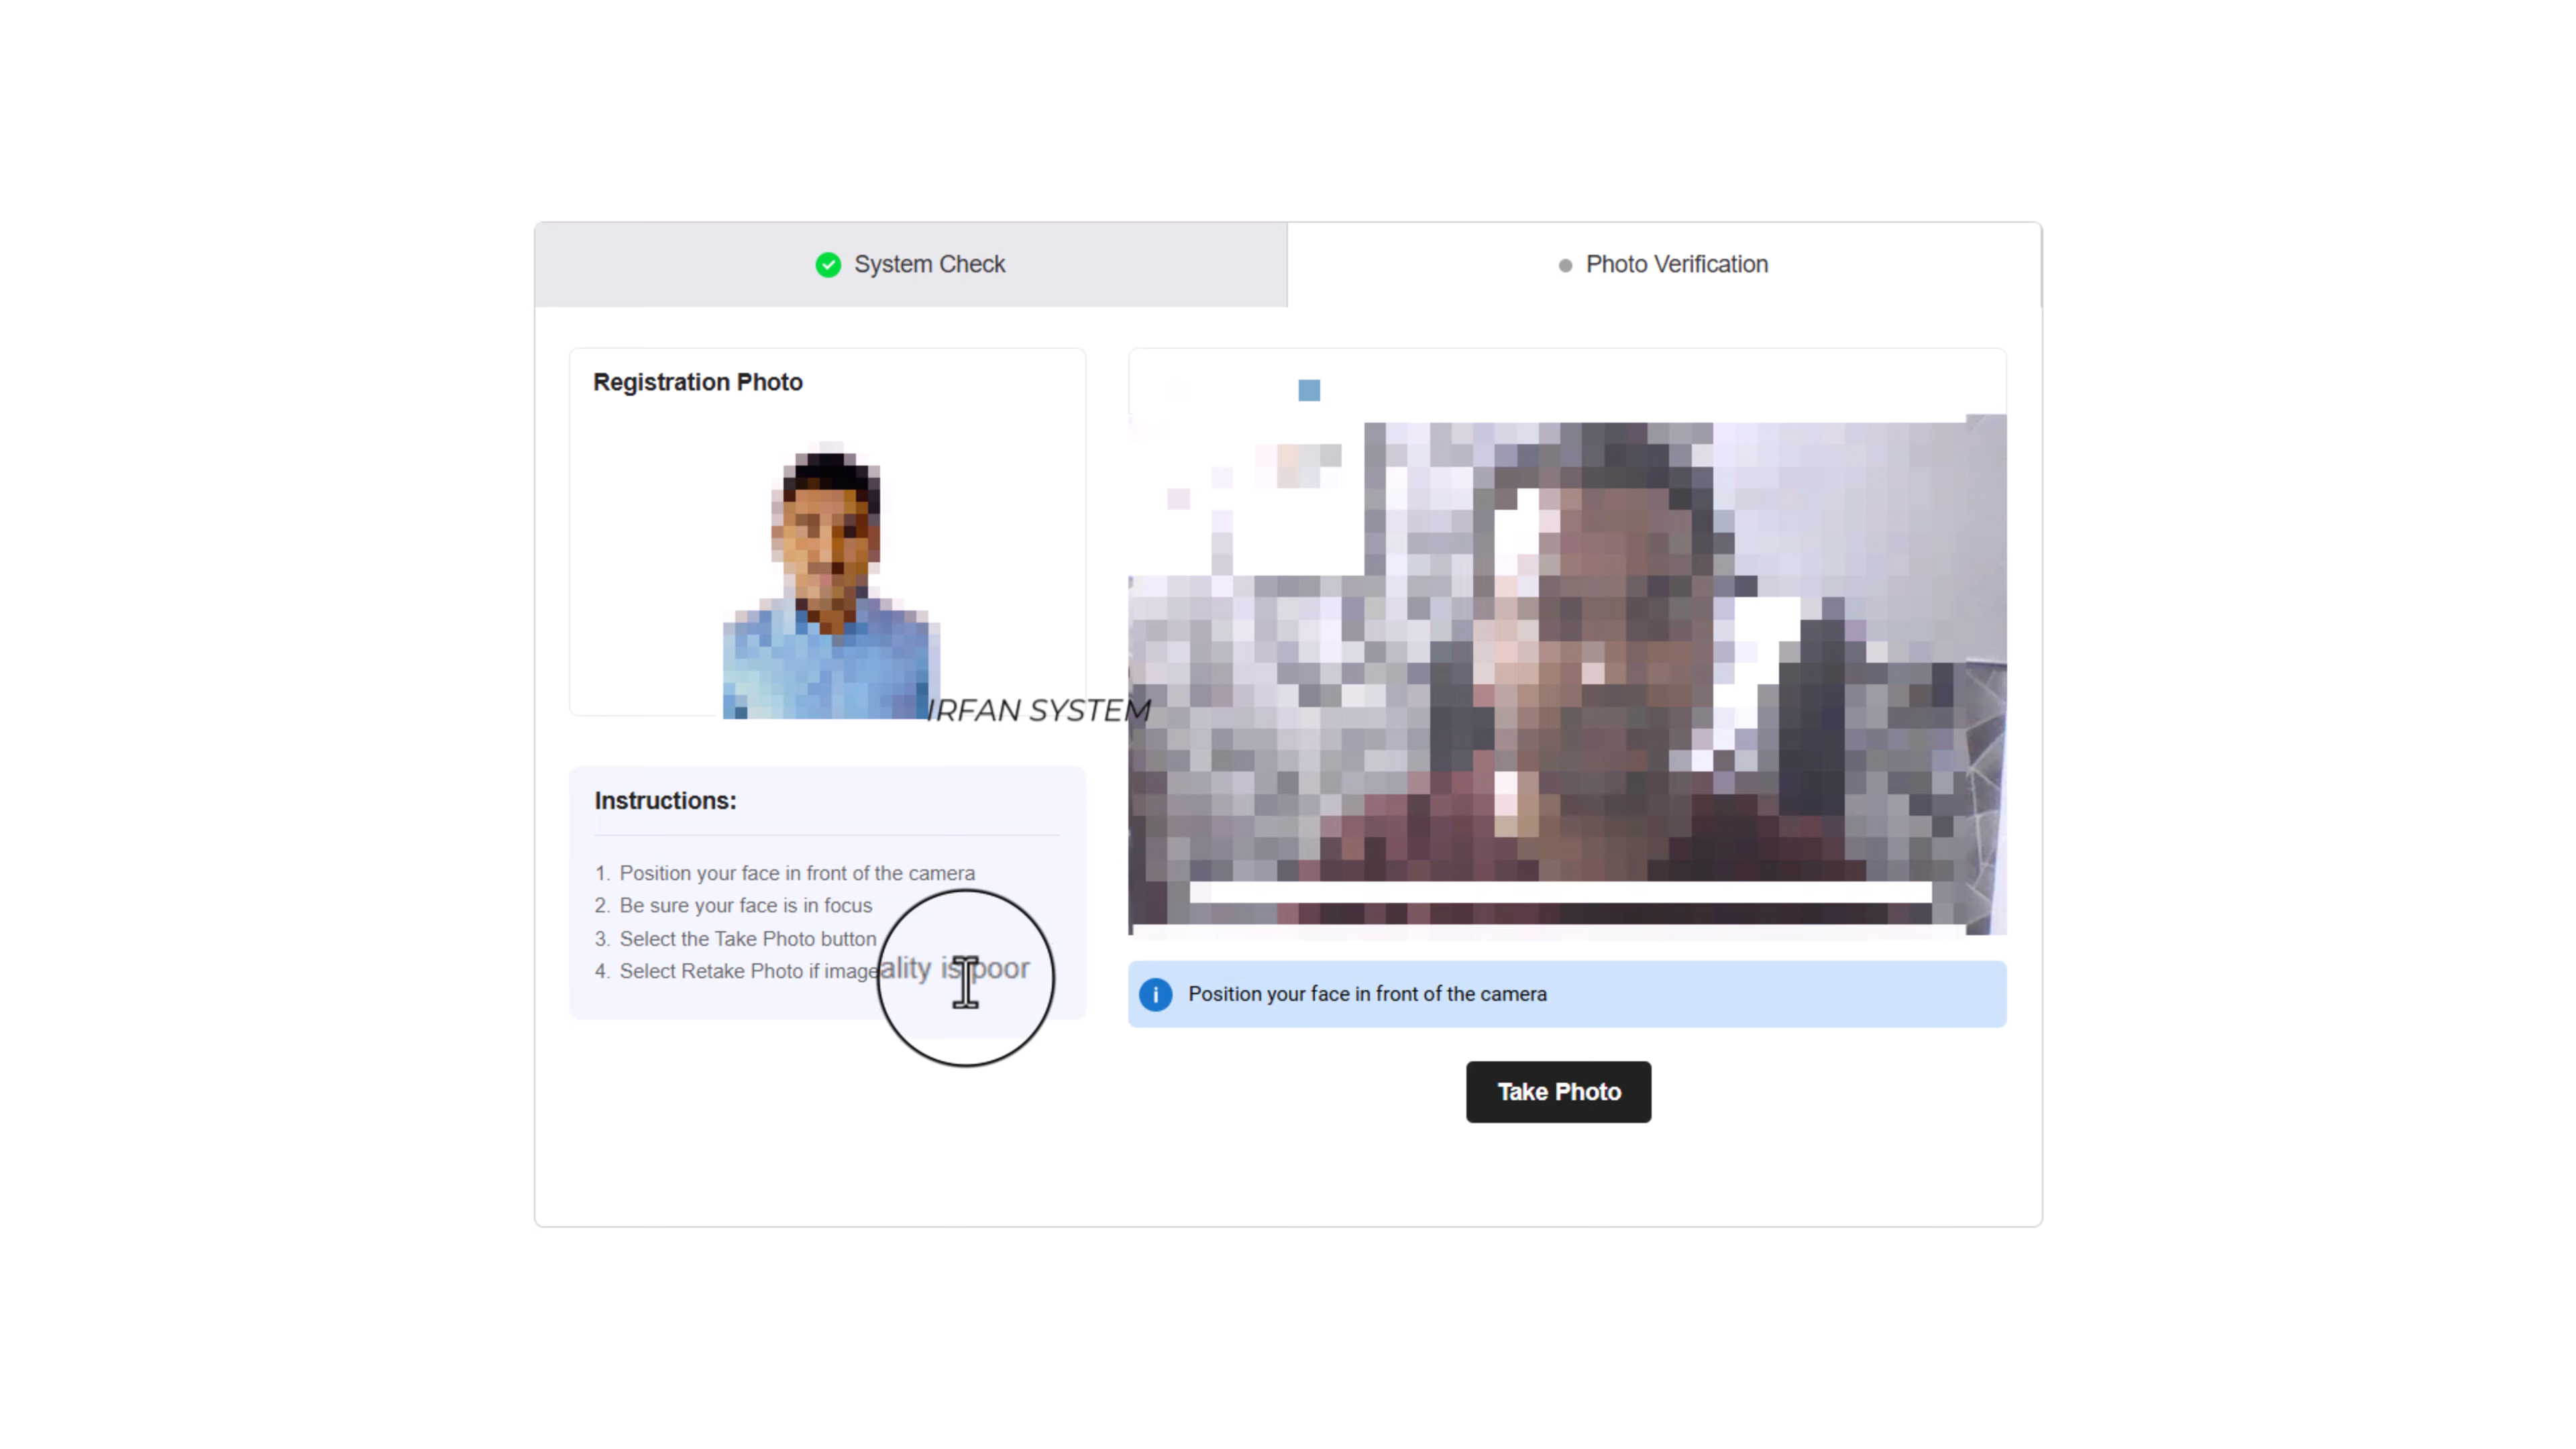 System Check
Photo Verification
Registration Photo
IRFAN SYSTEM
Instructions:
1. Position your face in front of the camera
2. Be sure your face is in focus
3. Select the Take Photo button
4. Select Retake Photo if image ality is poor
Position your face in front of the camera
Take Photo